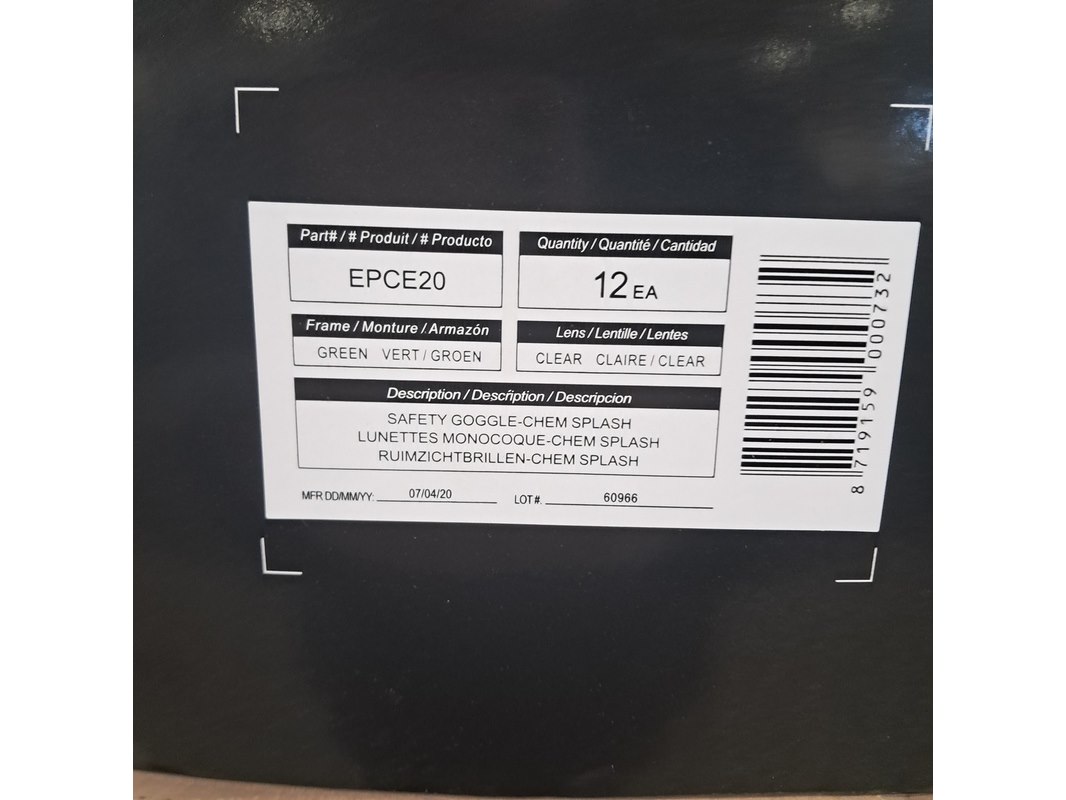 Part# / # Produit / # Producto
EPCE20
Quantity / Quantité / Cantidad
12 EA
Frame / Monture / Armazón
GREEN VERT / GROEN
Lens / Lentille / Lentes
CLEAR CLAIRE / CLEAR
Description / Descřiption / Descripcion
SAFETY GOGGLE-CHEM SPLASH
LUNETTES MONOCOQUE-CHEM SPLASH
RUIMZICHTBRILLEN-CHEM SPLASH
MFR DD/MM/YY: 07/04/20 LOT #. 60966
8 719159 000732